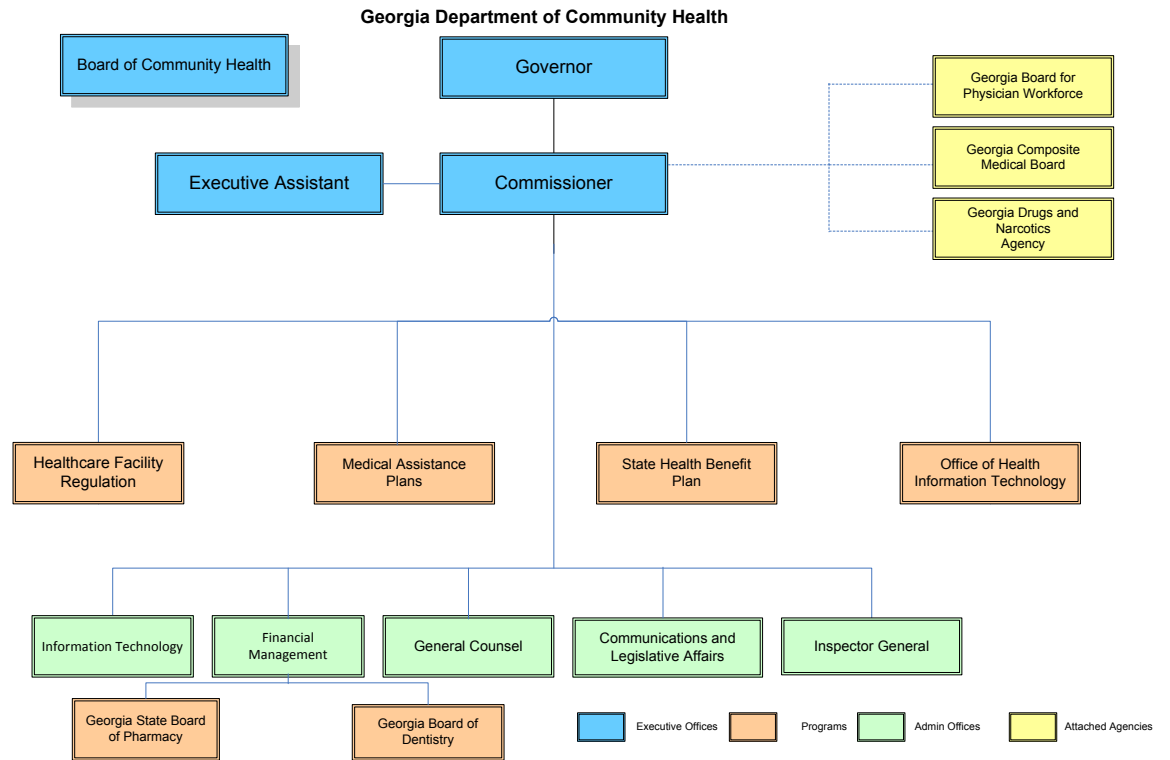 Georgia Department of Community Health
Board of Community Health
Governor
Georgia Board for
Physician Workforce
Executive Assistant
Commissioner
Georgia Composite
Medical Board
Georgia Drugs and
Narcotics
Agency
Healthcare Facility
Regulation
Medical Assistance
Plans
State Health Benefit
Plan
Office of Health
Information Technology
Information Technology
Financial
Management
General Counsel
Communications and
Legislative Affairs
Inspector General
Georgia State Board
of Pharmacy
Georgia Board of
Dentistry
Executive Offices
Programs
Admin Offices
Attached Agencies